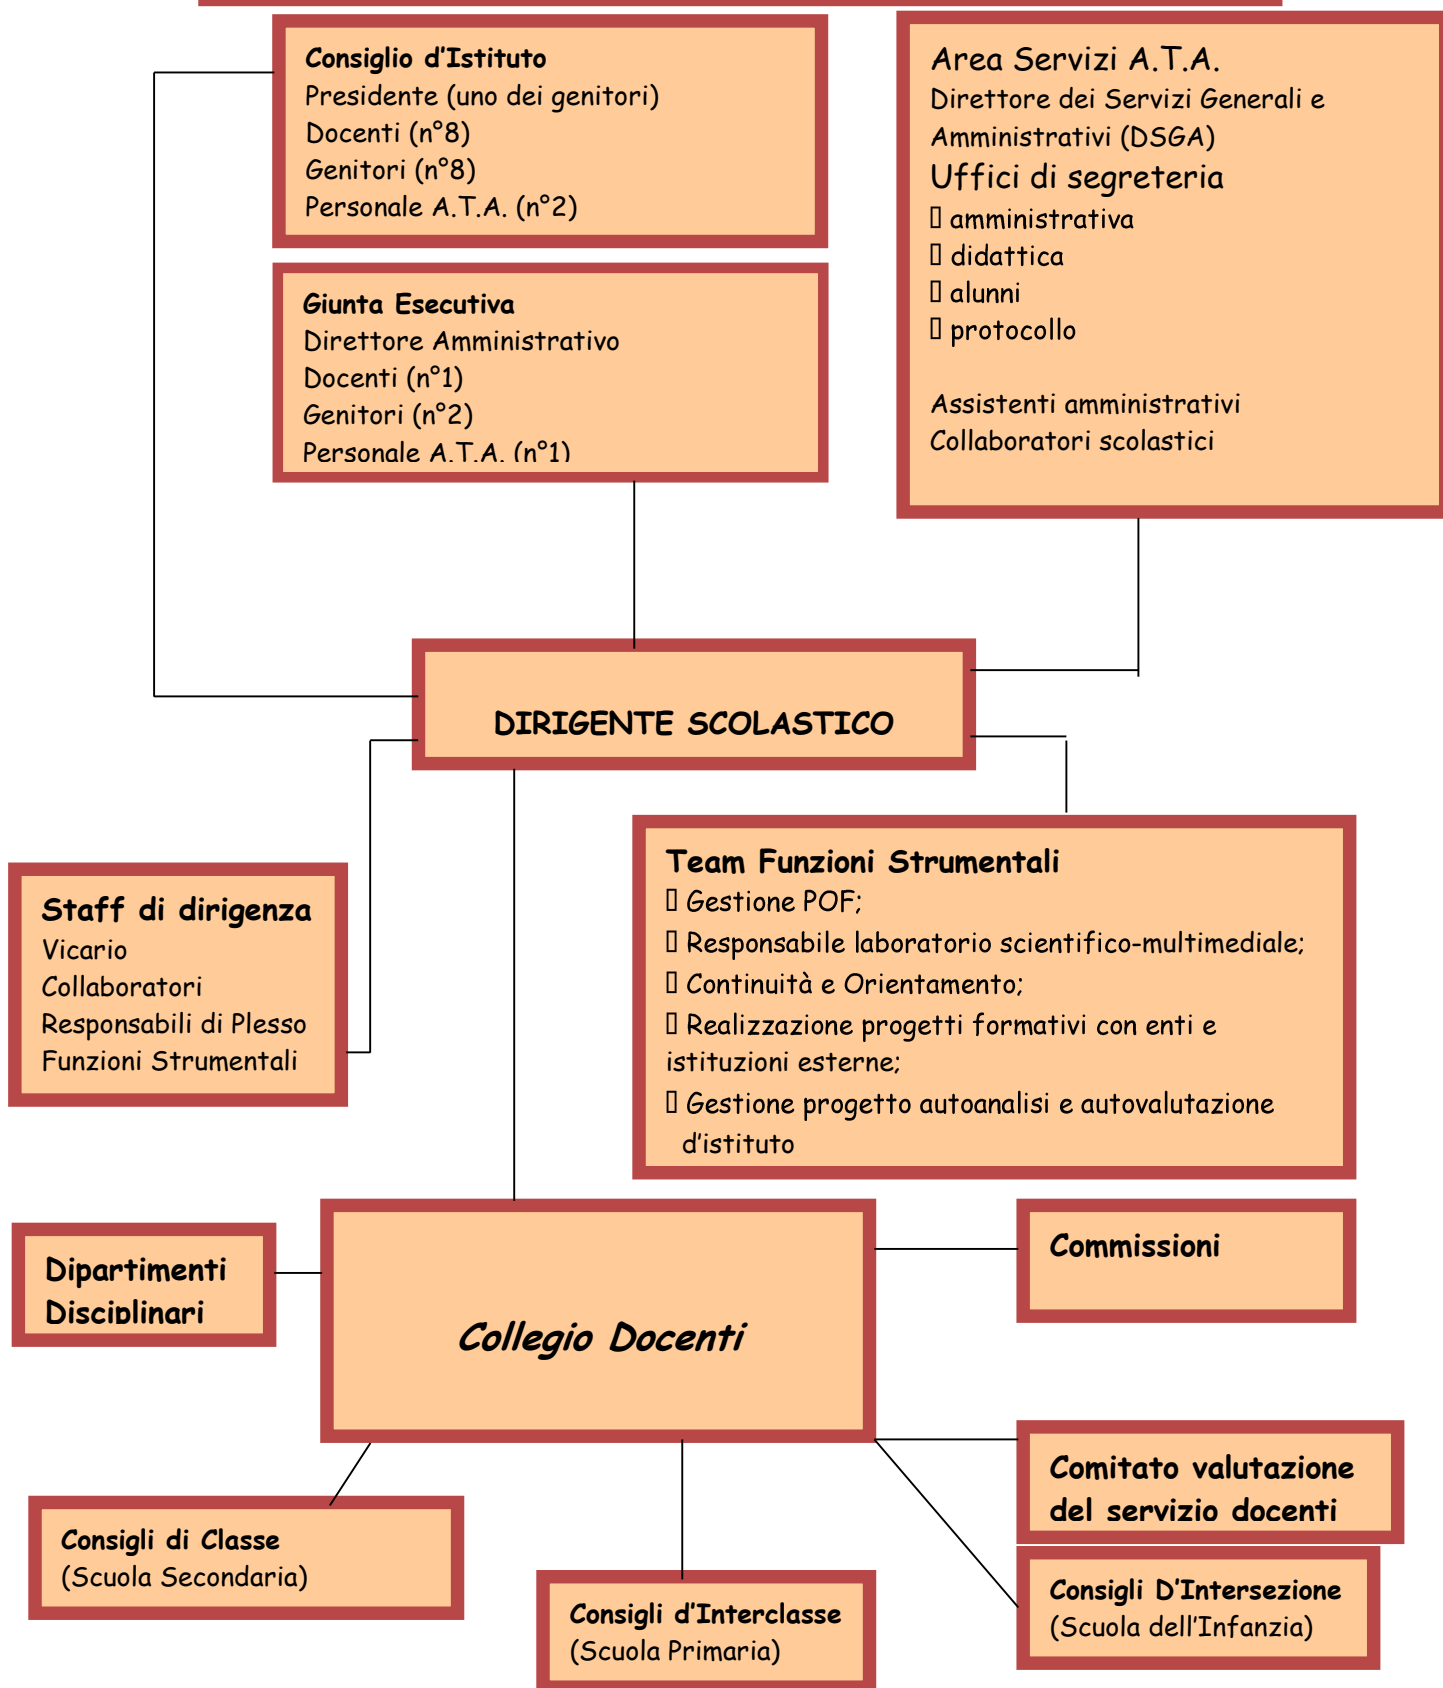 Consiglio d'Istituto
Presidente (uno dei genitori)
Docenti (n°8)
Genitori (n°8)
Personale A.T.A. (n°2)
Area Servizi A.T.A.
Direttore dei Servizi Generali e
Amministrativi (DSGA)
Uffici di segreteria
▯ amministrativa
▯ didattica
▯ alunni
▯ protocollo
Assistenti amministrativi
Collaboratori scolastici
Giunta Esecutiva
Direttore Amministrativo
Docenti (n°1)
Genitori (n°2)
Personale A.T.A. (n°1)
DIRIGENTE SCOLASTICO
Staff di dirigenza
Vicario
Collaboratori
Responsabili di Plesso
Funzioni Strumentali
Team Funzioni Strumentali
▯ Gestione POF;
▯ Responsabile laboratorio scientifico-multimediale;
▯ Continuità e Orientamento;
▯ Realizzazione progetti formativi con enti e
istituzioni esterne;
▯ Gestione progetto autoanalisi e autovalutazione
d'istituto
Dipartimenti
Disciplinari
Collegio Docenti
Commissioni
Comitato valutazione
del servizio docenti
Consigli di Classe
(Scuola Secondaria)
Consigli d'Interclasse
(Scuola Primaria)
Consigli D'Intersezione
(Scuola dell'Infanzia)